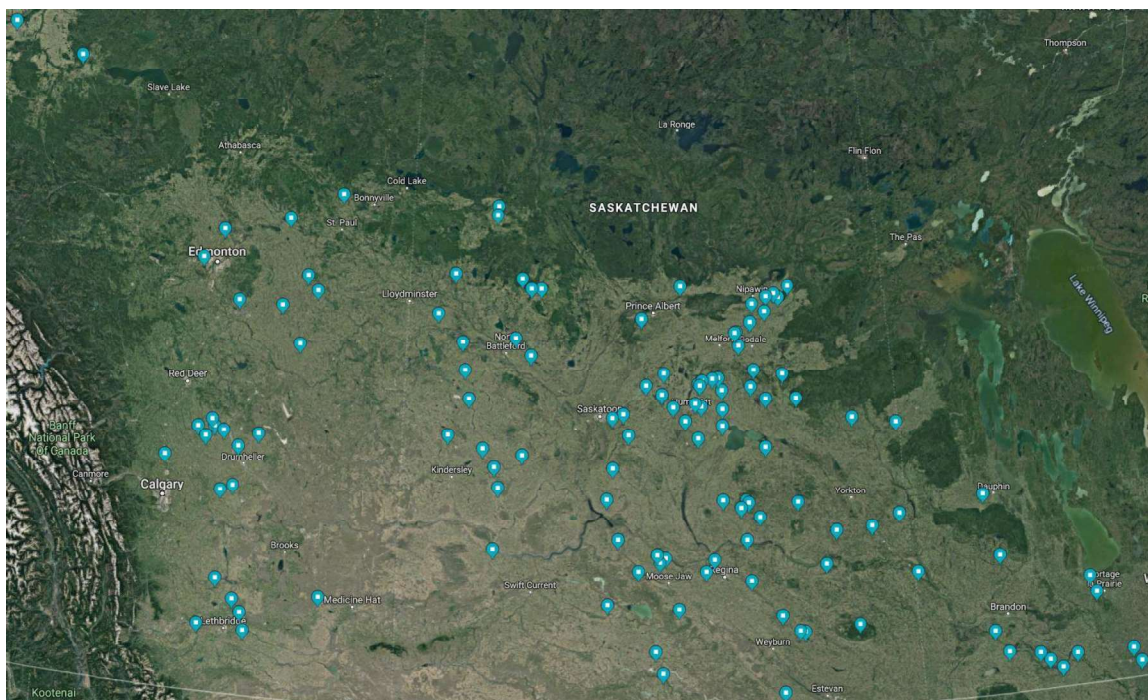 Thompson
Slave Lake
La Ronge
Athabasca
Flin Flon
Cold Lake
Bonnyville
SASKATCHEWAN
St. Paul
The Pas
Edmonton
Lake Winnipeg
Nipawin
Lloydminster
Prince Albert
North
Battleford
Red Deer
Saskatoon
Banff
National Park
Of Canada
Drumheller
Kindersley
Canmore
Calgary
Yorkton
Dauphin
Brooks
Swift Current
Moose Jaw
Regina
Medicine Hat
Brandon
Lethbridge
Weyburn
Estevan
Kootenai